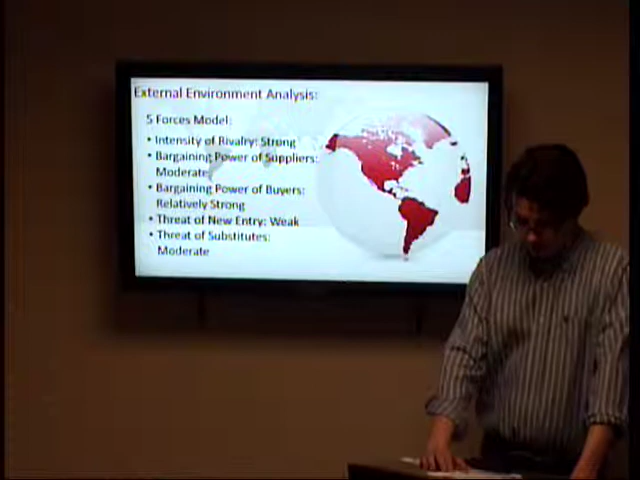 External Environment Analysis:
5 Forces Model:
• Intensity of Rivalry: Strong
• Bargaining Power of Suppliers:
Moderate
• Bargaining Power of Buyers:
Relatively Strong
• Threat of New Entry: Weak
• Threat of Substitutes:
Moderate